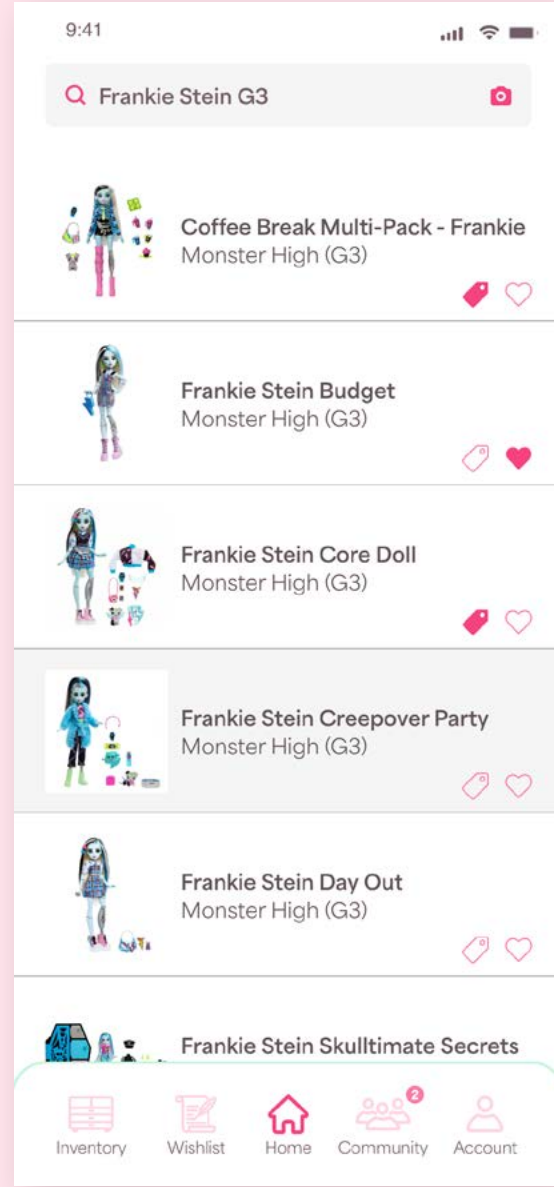 9:41
Frankie Stein G3
Coffee Break Multi-Pack - Frankie
Monster High (G3)
Frankie Stein Budget
Monster High (G3)
Frankie Stein Core Doll
Monster High (G3)
Frankie Stein Creepover Party
Monster High (G3)
Frankie Stein Day Out
Monster High (G3)
Frankie Stein Skulltimate Secrets
2
Inventory Wishlist Home Community Account